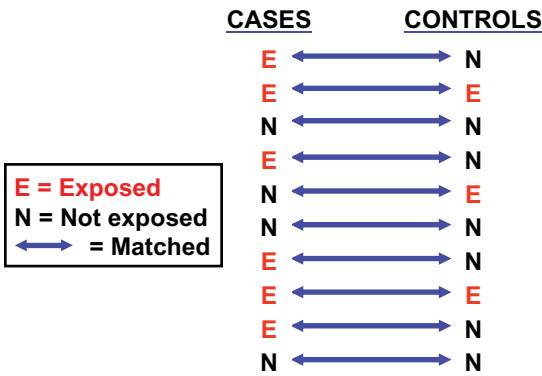 CASES CONTROLS
E N
E E
N N
E N
N E
N N
E N
E E
E N
N N
E = Exposed
N = Not exposed
= Matched